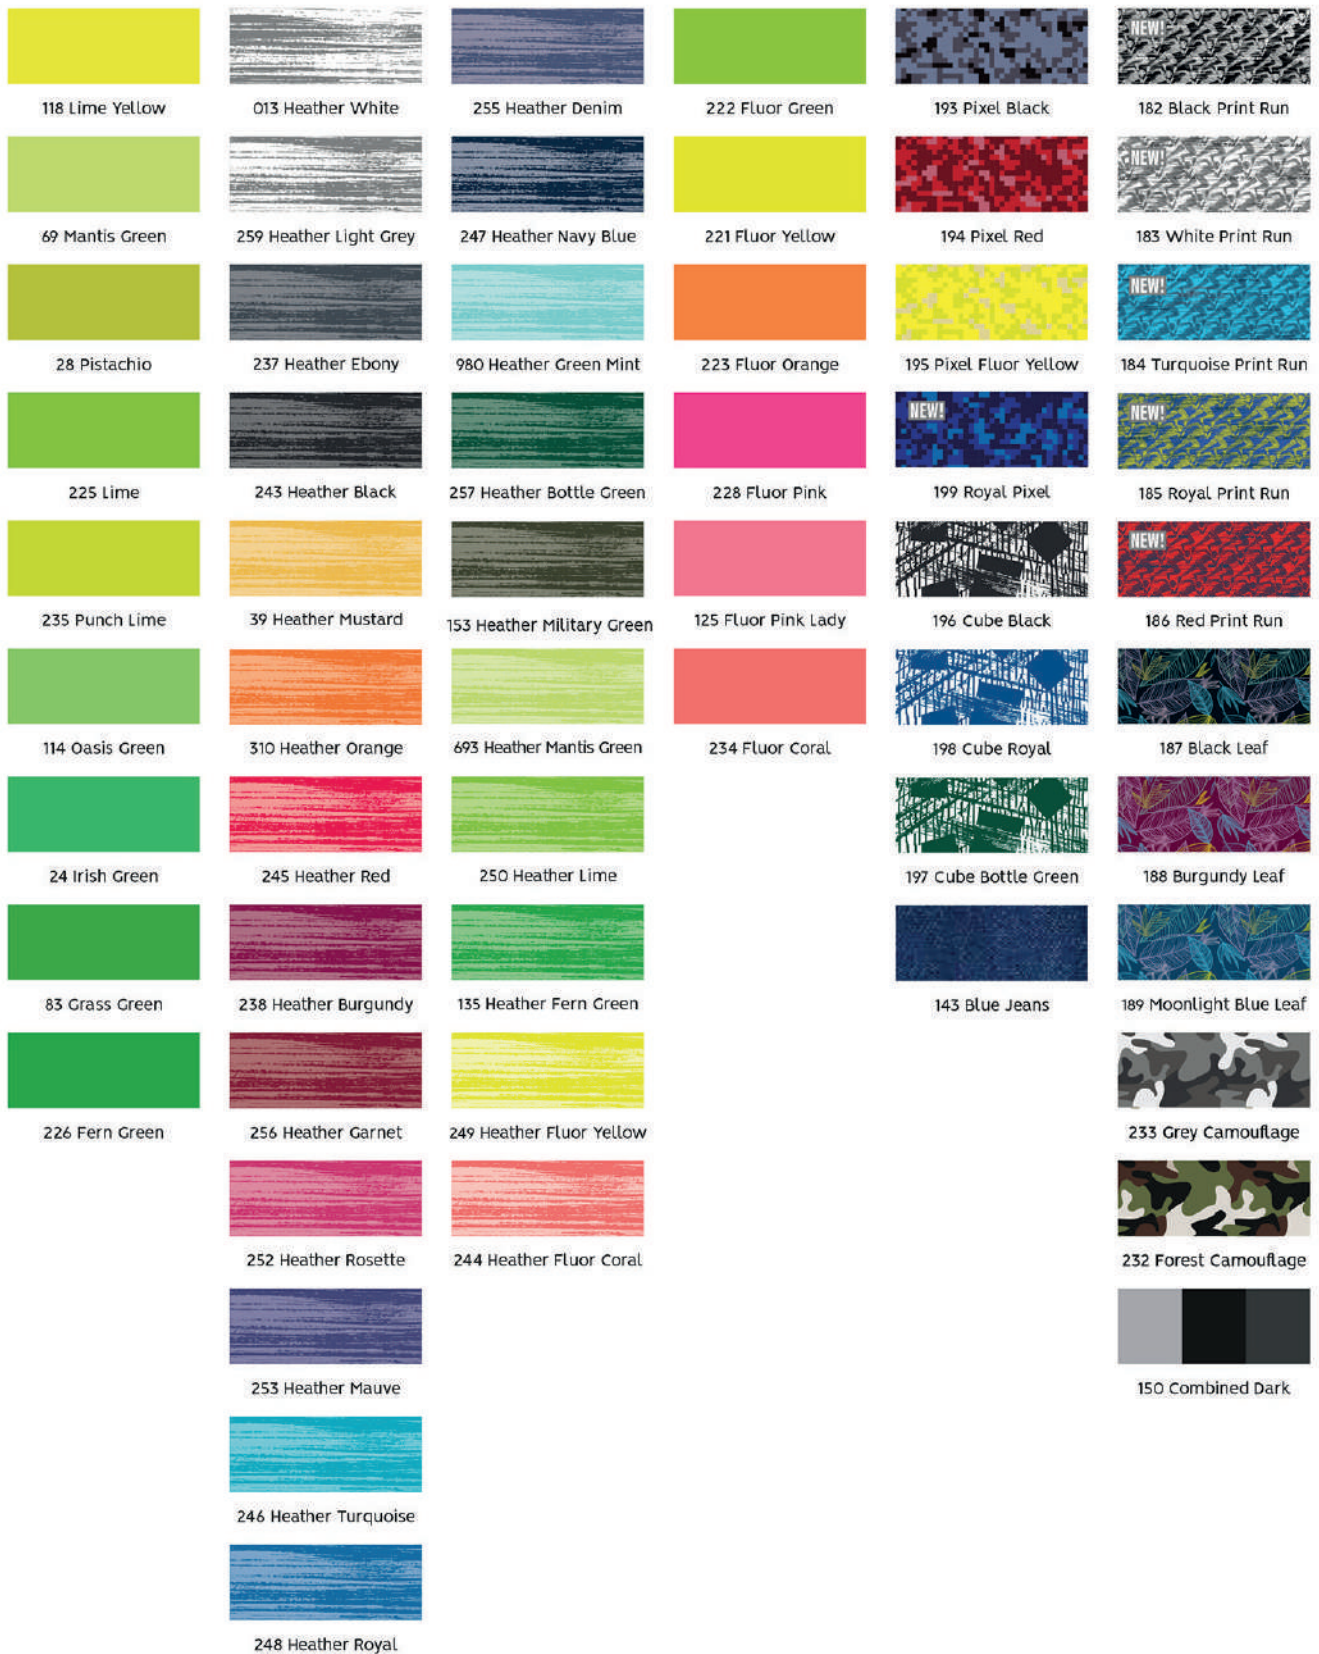 118 Lime Yellow
69 Mantis Green
28 Pistachio
225 Lime
235 Punch Lime
114 Oasis Green
24 Irish Green
83 Grass Green
226 Fern Green
013 Heather White
259 Heather Light Grey
237 Heather Ebony
243 Heather Black
39 Heather Mustard
310 Heather Orange
245 Heather Red
238 Heather Burgundy
256 Heather Garnet
252 Heather Rosette
253 Heather Mauve
246 Heather Turquoise
248 Heather Royal
255 Heather Denim
247 Heather Navy Blue
980 Heather Green Mint
257 Heather Bottle Green
153 Heather Military Green
693 Heather Mantis Green
250 Heather Lime
135 Heather Fern Green
249 Heather Fluor Yellow
244 Heather Fluor Coral
222 Fluor Green
221 Fluor Yellow
223 Fluor Orange
228 Fluor Pink
125 Fluor Pink Lady
234 Fluor Coral
193 Pixel Black
194 Pixel Red
195 Pixel Fluor Yellow
NEW!
199 Royal Pixel
196 Cube Black
198 Cube Royal
197 Cube Bottle Green
143 Blue Jeans
NEW!
182 Black Print Run
NEW!
183 White Print Run
NEW!
184 Turquoise Print Run
NEW!
185 Royal Print Run
NEW!
186 Red Print Run
187 Black Leaf
188 Burgundy Leaf
189 Moonlight Blue Leaf
233 Grey Camouflage
232 Forest Camouflage
150 Combined Dark